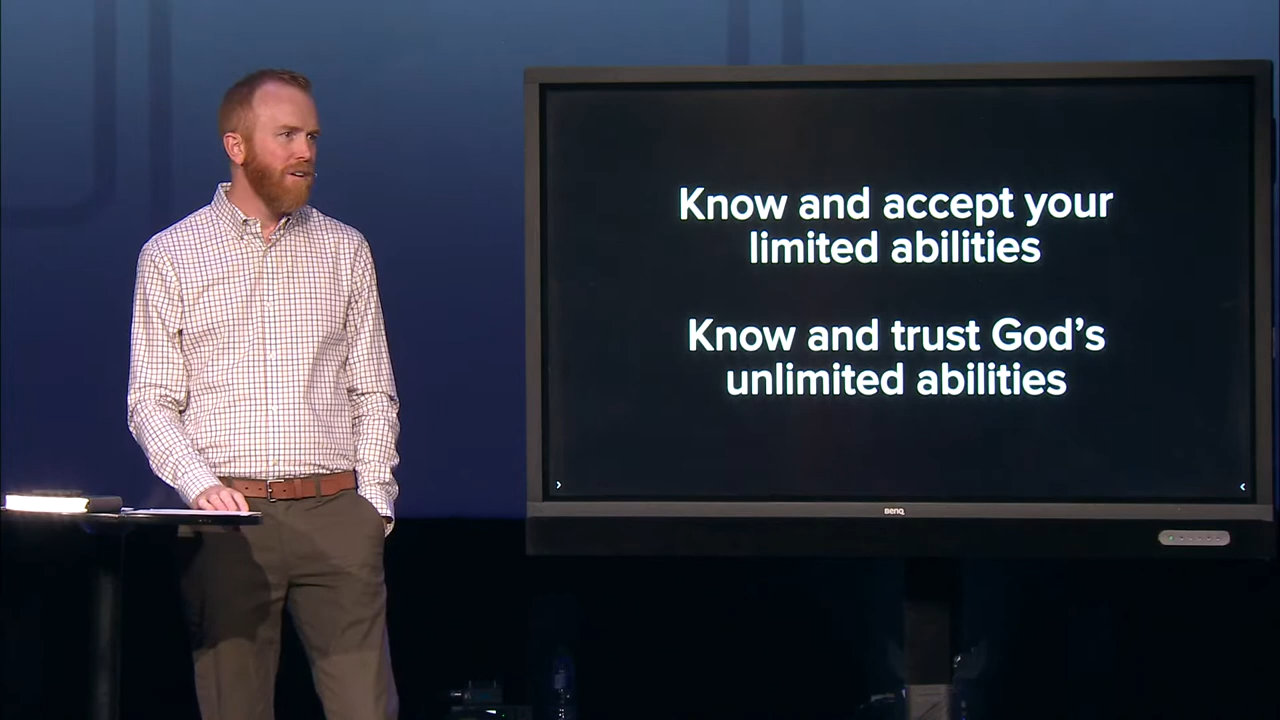 Know and accept your
limited abilities
Know and trust God's
unlimited abilities
BenQ